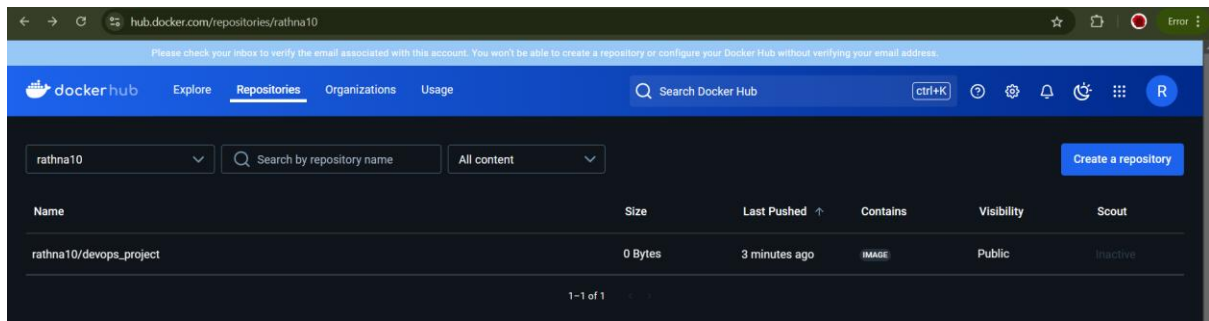 hub.docker.com/repositories/rathna10 Error
Please check your inbox to verify the email associated with this account. You won't be able to create a repository or configure your Docker Hub without verifying your email address.
dockerhub Explore Repositories Organizations Usage Search Docker Hub ctrl+K R
rathna10 Search by repository name All content Create a repository
Name Size Last Pushed ↑ Contains Visibility Scout
rathna10/devops_project 0 Bytes 3 minutes ago IMAGE Public Inactive
1–1 of 1